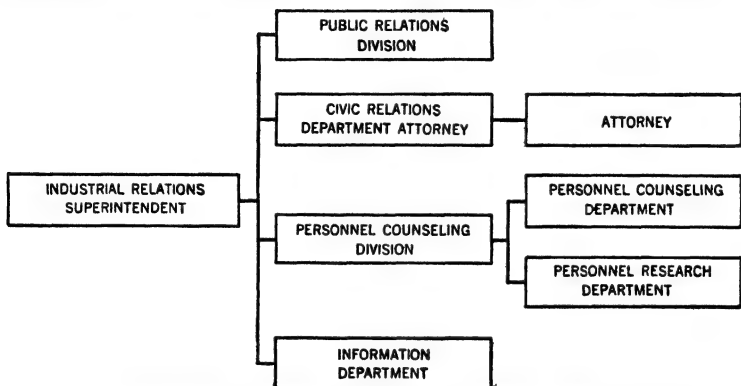 PUBLIC RELATIONS
DIVISION
CIVIC RELATIONS
DEPARTMENT ATTORNEY
ATTORNEY
INDUSTRIAL RELATIONS
SUPERINTENDENT
PERSONNEL COUNSELING
DEPARTMENT
PERSONNEL COUNSELING
DIVISION
PERSONNEL RESEARCH
DEPARTMENT
INFORMATION
DEPARTMENT